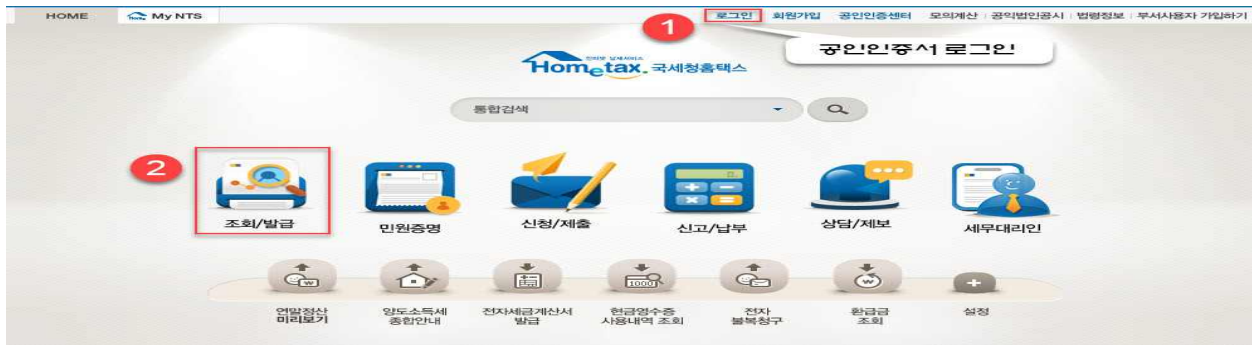 HOME My NTS 로그인 회원가입 공인인증센터 모의계산 공익법인공시 법령정보 부서사용자 가입하기
1
공인인증서 로그인
Hometax. 국세청홈택스
통합검색
2
조회/발급 민원증명 신청/제출 신고/납부 상담/제보 세무대리인
연말정산 양도소득세 전자세금계산서 현금영수증 전자 환급금 설정
미리보기 종합안내 발급 사용내역 조회 불복청구 조회